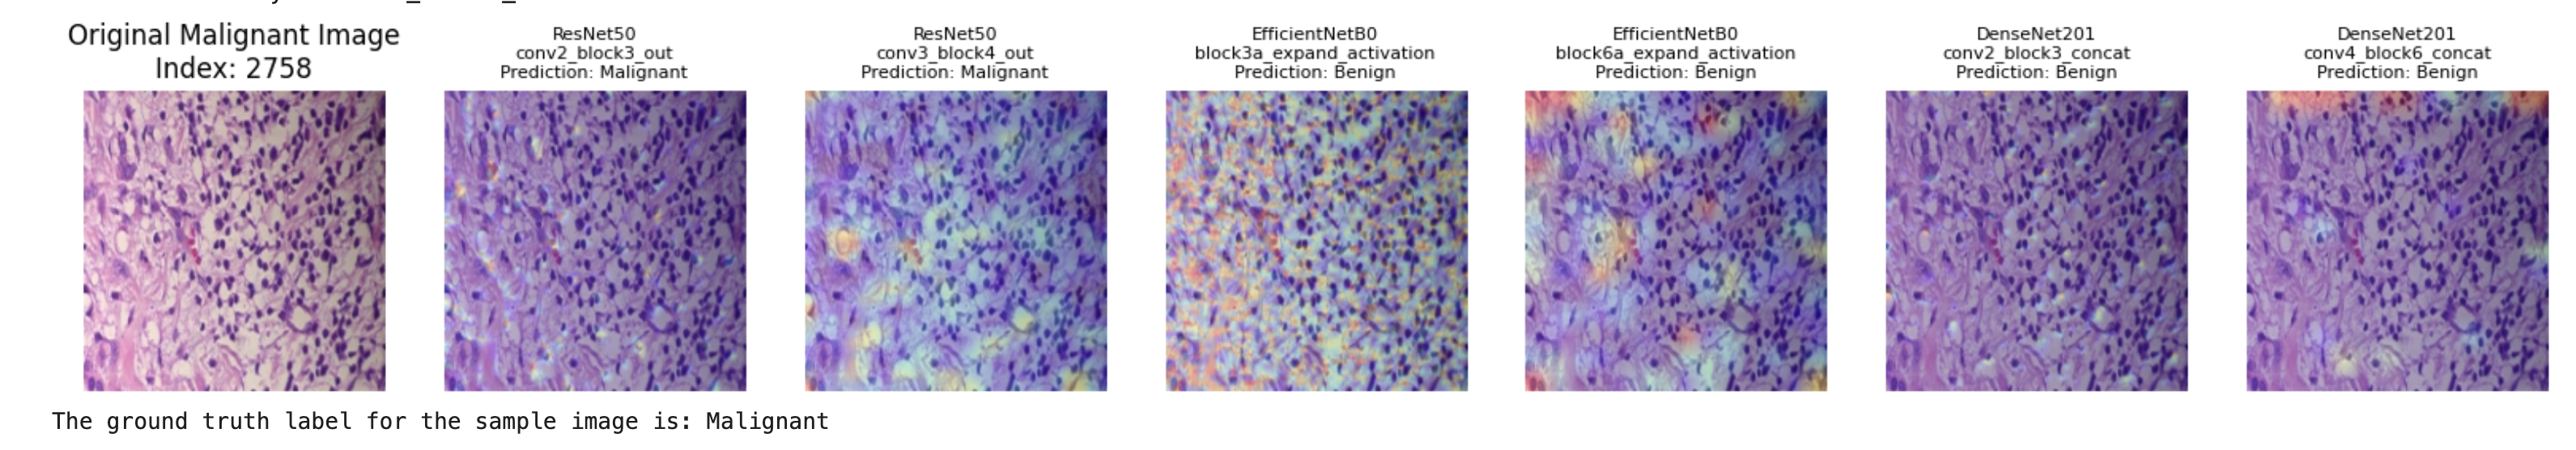 Original Malignant Image
Index: 2758
ResNet50
conv2_block3_out
Prediction: Malignant
ResNet50
conv3_block4_out
Prediction: Malignant
EfficientNetB0
block3a_expand_activation
Prediction: Benign
EfficientNetB0
block6a_expand_activation
Prediction: Benign
DenseNet201
conv2_block3_concat
Prediction: Benign
DenseNet201
conv4_block6_concat
Prediction: Benign
The ground truth label for the sample image is: Malignant